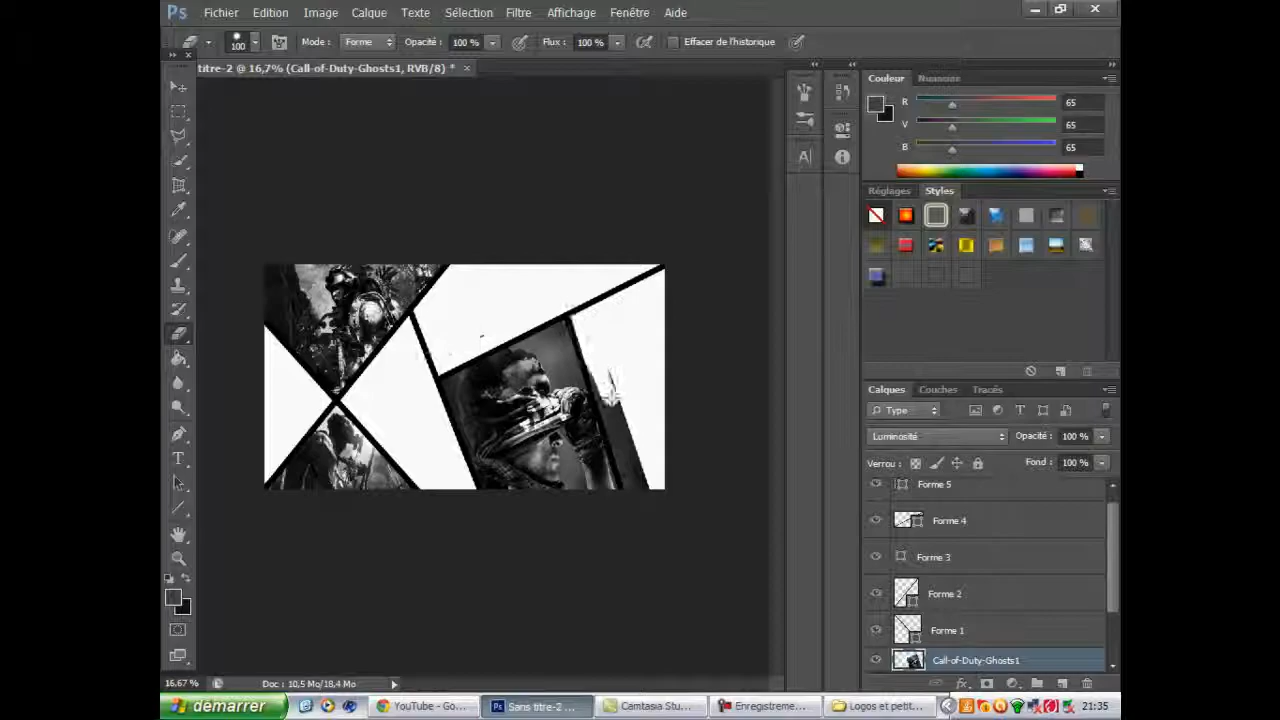 Ps Fichier Edition Image Calque Texte Sélection Filtre Affichage Fenêtre Aide
100 Mode : Forme Opacité : 100 % Flux : 100 % Effacer de l'historique
titre-2 @ 16,7% (Call-of-Duty-Ghosts1, RVB/8) * ×
Couleur Nuancier
R 65
V 65
B 65
Réglages Styles
Calques Couches Tracés
Type
Luminosité Opacité : 100 %
Verrou : Fond : 100 %
Forme 5
Forme 4
Forme 3
Forme 2
Forme 1
Call-of-Duty-Ghosts1
16,67% Doc : 10,5 Mo/18,4 Mo
démarrer YouTube - Go... Sans titre-2 ... Camtasia Stu... Enregistreme... Logos et petit... 21:35